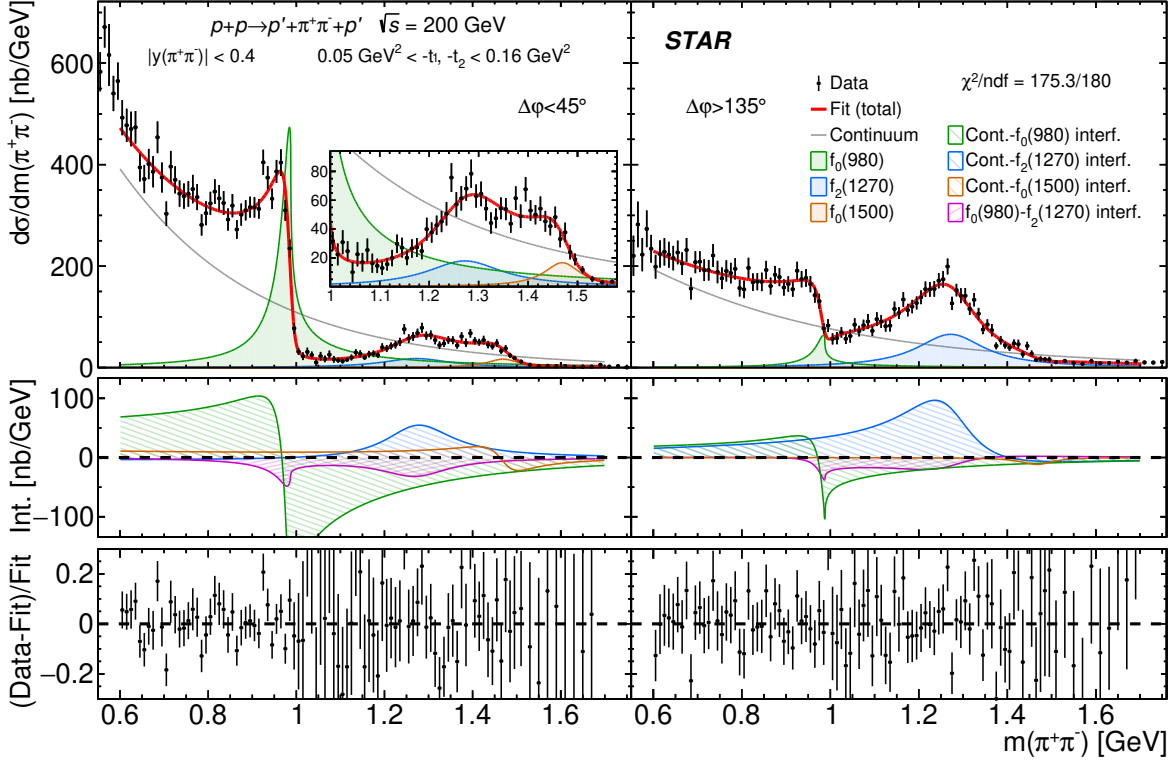 p+p→p′+π⁺π⁻+p′ √s = 200 GeV
|y(π⁺π⁻)| < 0.4 0.05 GeV² < -t₁, -t₂ < 0.16 GeV²
Δφ<45°
dσ/dm(π⁺π⁻) [nb/GeV]
600
400
200
0
80
60
40
20
1 1.1 1.2 1.3 1.4 1.5
STAR
Δφ>135°
Data
χ²/ndf = 175.3/180
Fit (total)
Continuum
f₀(980)
f₂(1270)
f₀(1500)
Cont.-f₀(980) interf.
Cont.-f₂(1270) interf.
Cont.-f₀(1500) interf.
f₀(980)-f₂(1270) interf.
Int. [nb/GeV]
100
0
−100
(Data-Fit)/Fit
0.2
0
−0.2
0.6 0.8 1 1.2 1.4 1.6
0.6 0.8 1 1.2 1.4 1.6
m(π⁺π⁻) [GeV]